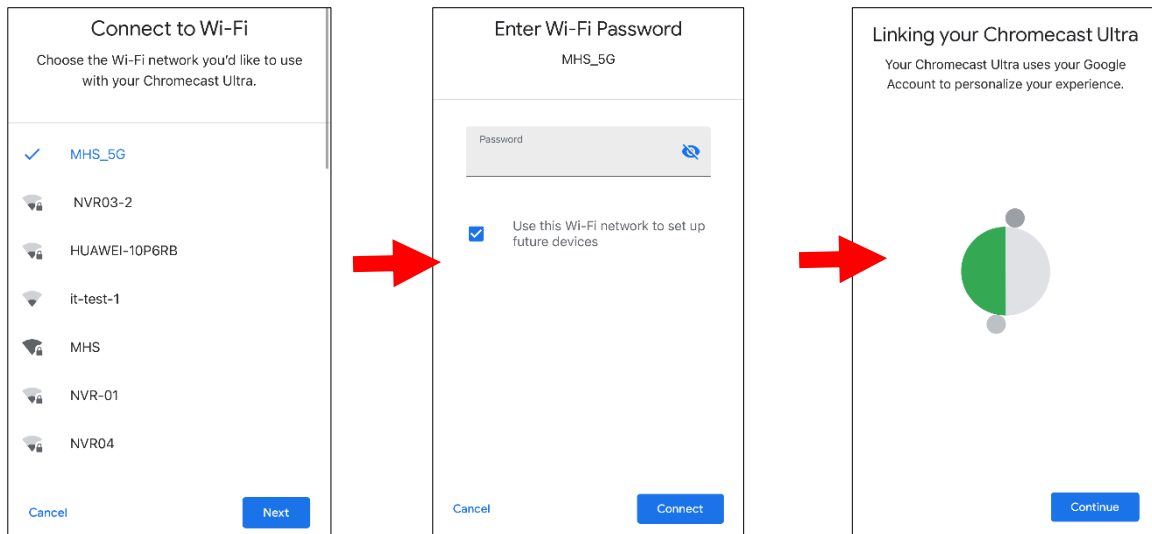 Connect to Wi-Fi
Choose the Wi-Fi network you'd like to use
with your Chromecast Ultra.
MHS_5G
NVR03-2
HUAWEI-10P6RB
it-test-1
MHS
NVR-01
NVR04
Cancel
Next
Enter Wi-Fi Password
MHS_5G
Password
Use this Wi-Fi network to set up
future devices
Cancel
Connect
Linking your Chromecast Ultra
Your Chromecast Ultra uses your Google
Account to personalize your experience.
Continue